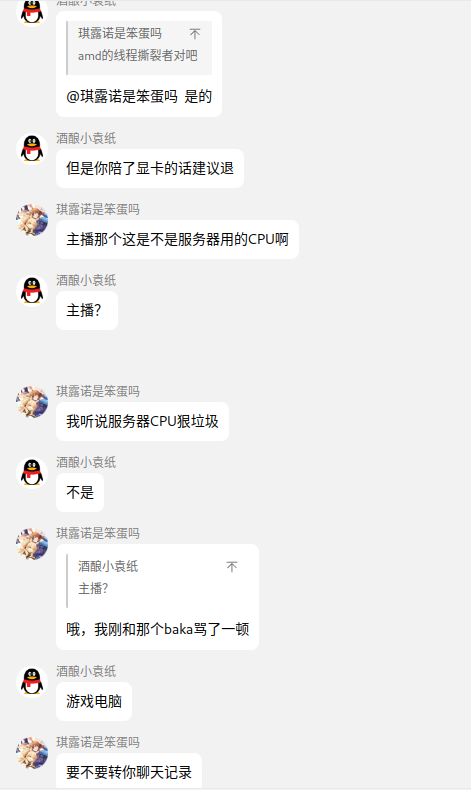 酒酿小袁纸
琪露诺是笨蛋吗
amd的线程撕裂者对吧
@琪露诺是笨蛋吗 是的
酒酿小袁纸
但是你陪了显卡的话建议退
琪露诺是笨蛋吗
主播那个这是不是服务器用的CPU啊
酒酿小袁纸
主播？
琪露诺是笨蛋吗
我听说服务器CPU狠垃圾
酒酿小袁纸
不是
琪露诺是笨蛋吗
酒酿小袁纸
主播？
哦，我刚和那个baka骂了一顿
酒酿小袁纸
游戏电脑
琪露诺是笨蛋吗
要不要转你聊天记录